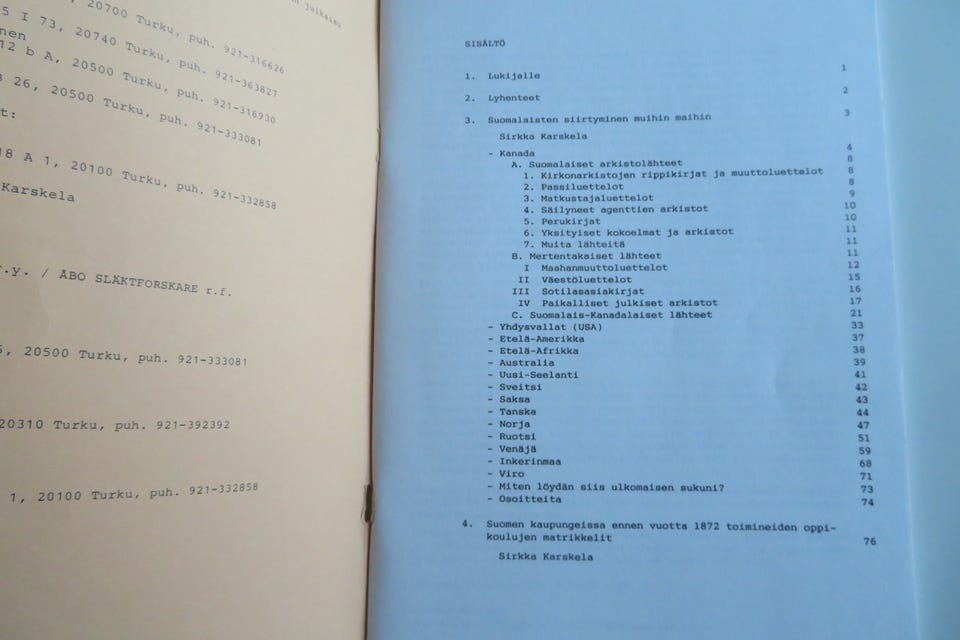 julkaisu
, 20700 Turku, puh. 921-316626
5 I 73, 20740 Turku, puh. 921-363827
nen
12 b A, 20500 Turku, puh. 921-316930
26, 20500 Turku, puh. 921-333081
t:
18 A 1, 20100 Turku, puh. 921-332858
Karskela
r.y. / ÅBO SLÄKTFORSKARE r.f.
, 20500 Turku, puh. 921-333081
20310 Turku, puh. 921-392392
1, 20100 Turku, puh. 921-332858
SISÄLTÖ
1. Lukijalle 1
2. Lyhenteet 2
3. Suomalaisten siirtyminen muihin maihin 3
Sirkka Karskela
- Kanada 4
A. Suomalaiset arkistolähteet 8
1. Kirkonarkistojen rippikirjat ja muuttoluettelot 8
2. Passiluettelot 8
3. Matkustajaluettelot 9
4. Säilyneet agenttien arkistot 10
5. Perukirjat 10
6. Yksityiset kokoelmat ja arkistot 11
7. Muita lähteitä 11
B. Mertentakaiset lähteet 11
I Maahanmuuttoluettelot 12
II Väestöluettelot 15
III Sotilasasiakirjat 16
IV Paikalliset julkiset arkistot 17
C. Suomalais-Kanadalaiset lähteet 21
- Yhdysvallat (USA) 33
- Etelä-Amerikka 37
- Etelä-Afrikka 38
- Australia 39
- Uusi-Seelanti 41
- Sveitsi 42
- Saksa 43
- Tanska 44
- Norja 47
- Ruotsi 51
- Venäjä 59
- Inkerinmaa 68
- Viro 71
- Miten löydän siis ulkomaisen sukuni? 73
- Osoitteita 74
4. Suomen kaupungeissa ennen vuotta 1872 toimineiden oppi-
koulujen matrikkelit 76
Sirkka Karskela